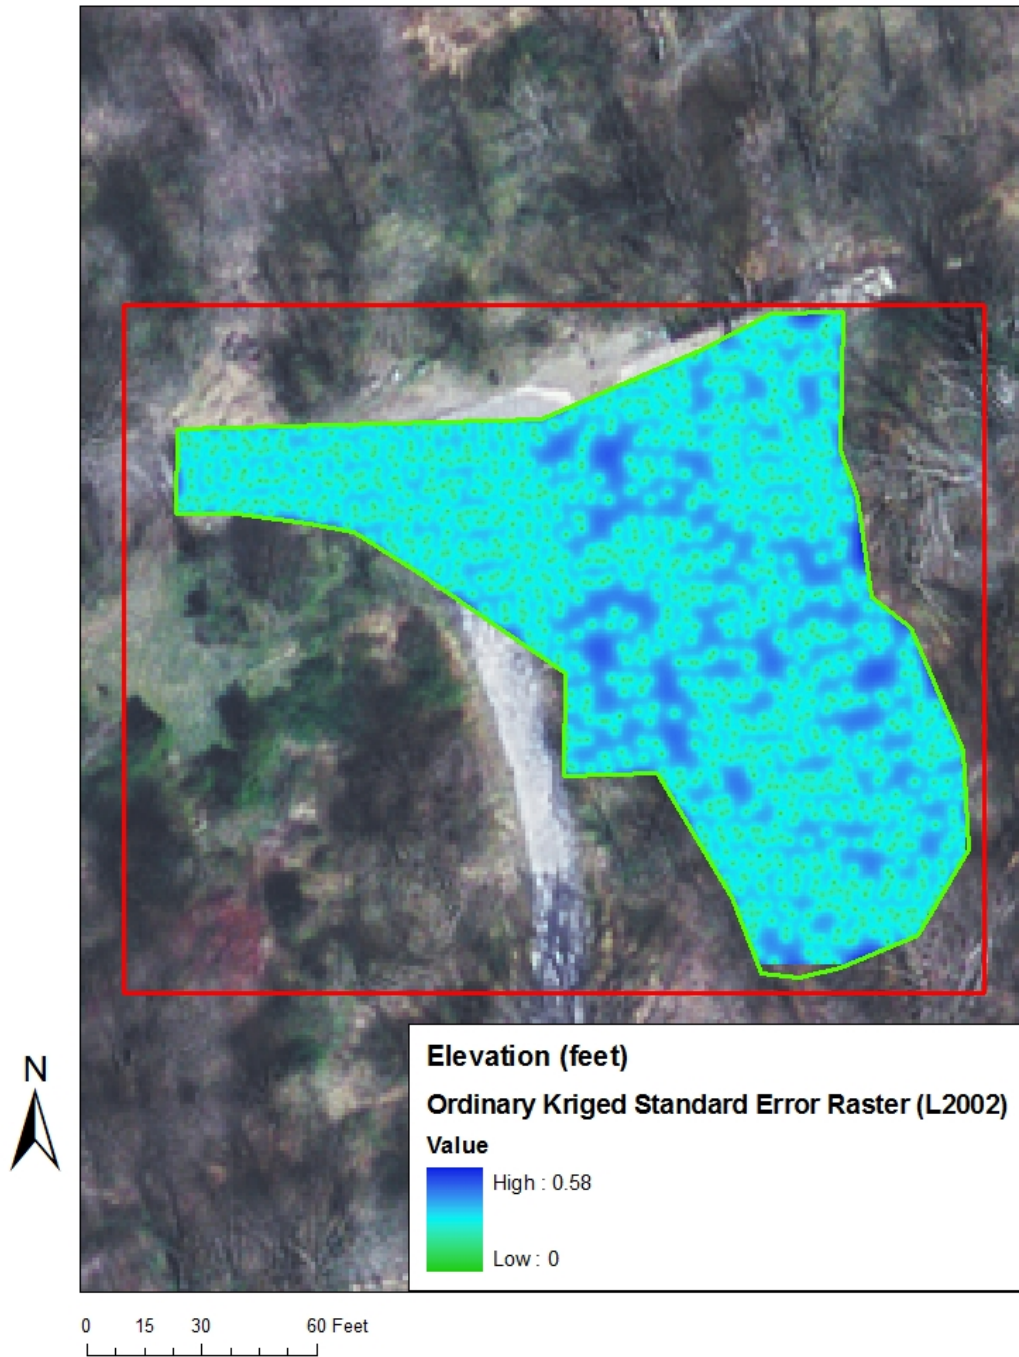 N
Elevation (feet)
Ordinary Kriged Standard Error Raster (L2002)
Value
High : 0.58
Low : 0
0 15 30 60 Feet